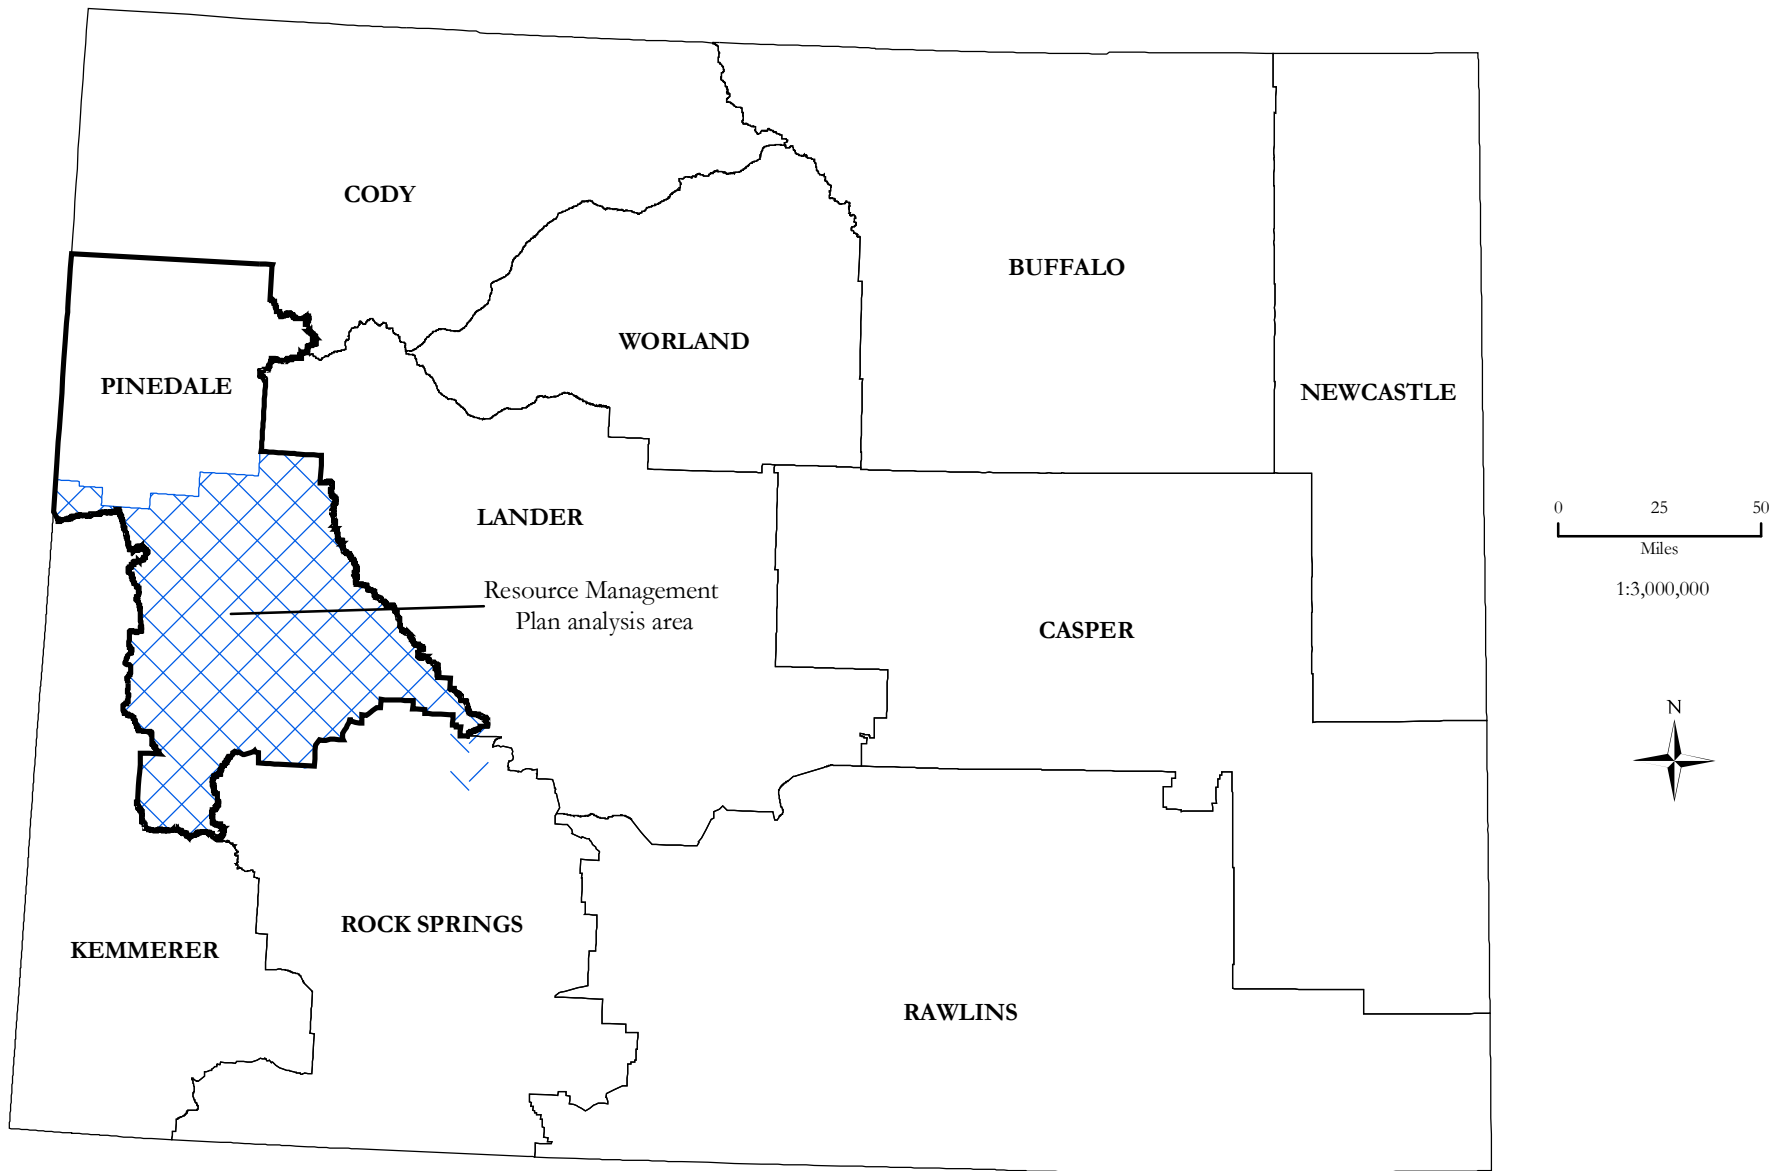 CODY
BUFFALO
WORLAND
PINEDALE
NEWCASTLE
LANDER
0 25 50
Miles
1:3,000,000
Resource Management
Plan analysis area
CASPER
N
ROCK SPRINGS
KEMMERER
RAWLINS